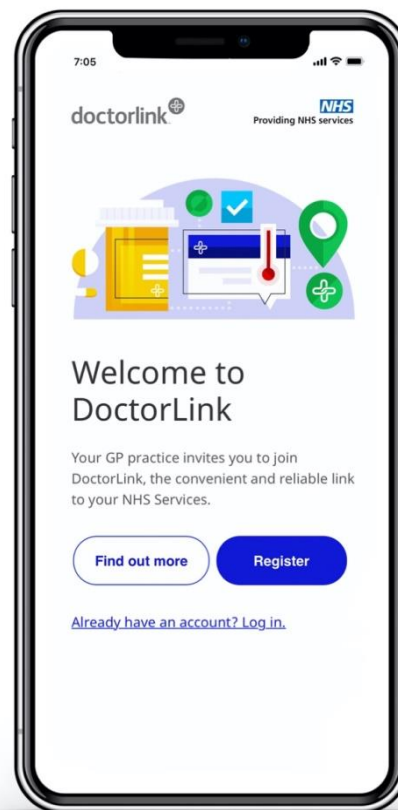 7:05
doctorlink
NHS
Providing NHS services
Welcome to
DoctorLink
Your GP practice invites you to join
DoctorLink, the convenient and reliable link
to your NHS Services.
Find out more
Register
Already have an account? Log in.